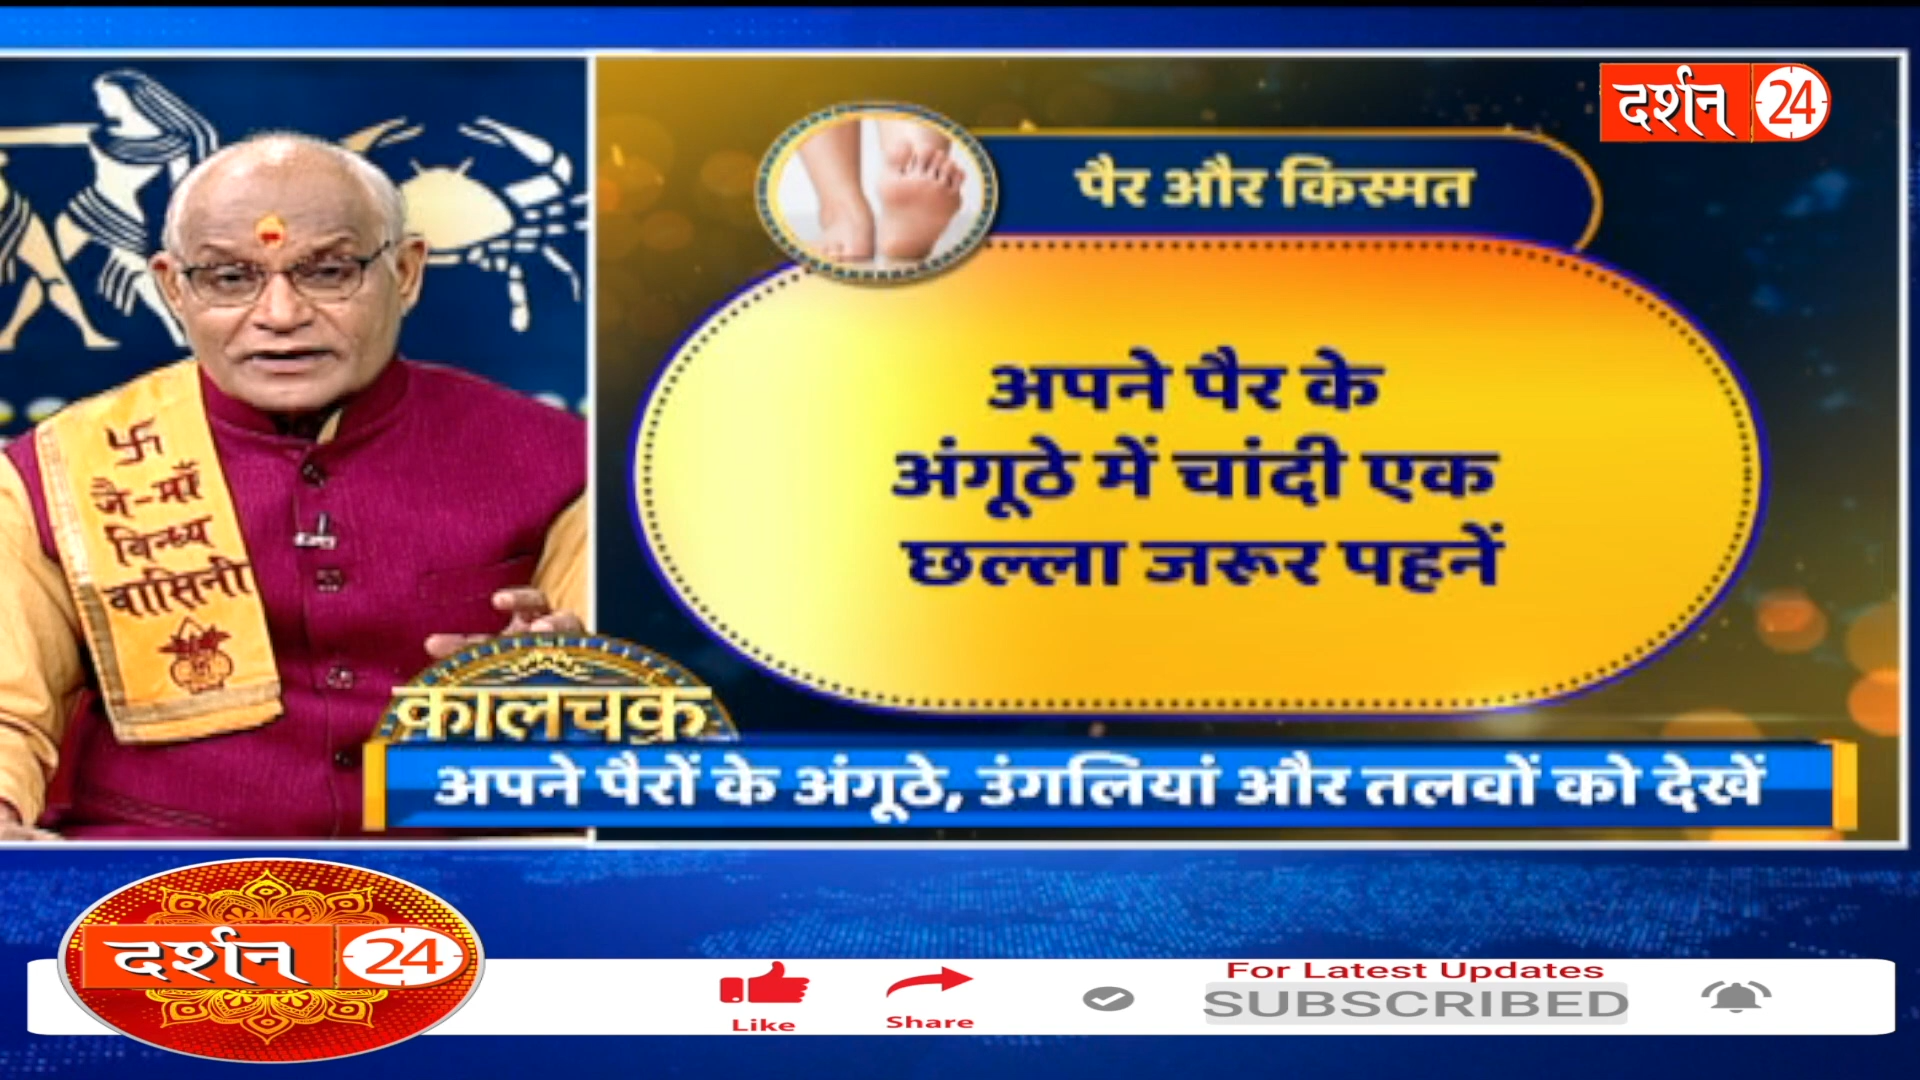 दर्शन 24
पैर और किस्मत
अपने पैर के
अंगूठे में चांदी एक
छल्ला जरूर पहनें
卐
जै-माँ
विन्ध्य
वासिनी
कालचक्र
अपने पैरों के अंगूठे, उंगलियां और तलवों को देखें
दर्शन 24
Like
Share
For Latest Updates
SUBSCRIBED